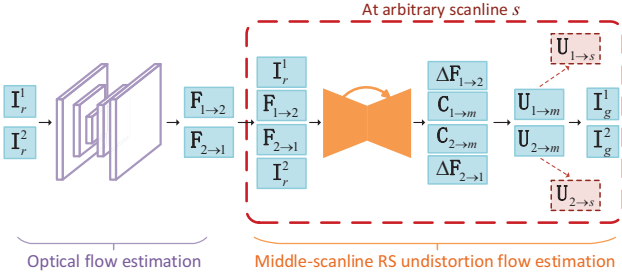 At arbitrary scanline s
U_{1→s}
I_r^1
I_r^2
F_{1→2}
F_{2→1}
I_r^1
F_{1→2}
F_{2→1}
I_r^2
ΔF_{1→2}
C_{1→m}
C_{2→m}
ΔF_{2→1}
U_{1→m}
U_{2→m}
I_g^1
I_g^2
U_{2→s}
Optical flow estimation
Middle-scanline RS undistortion flow estimation